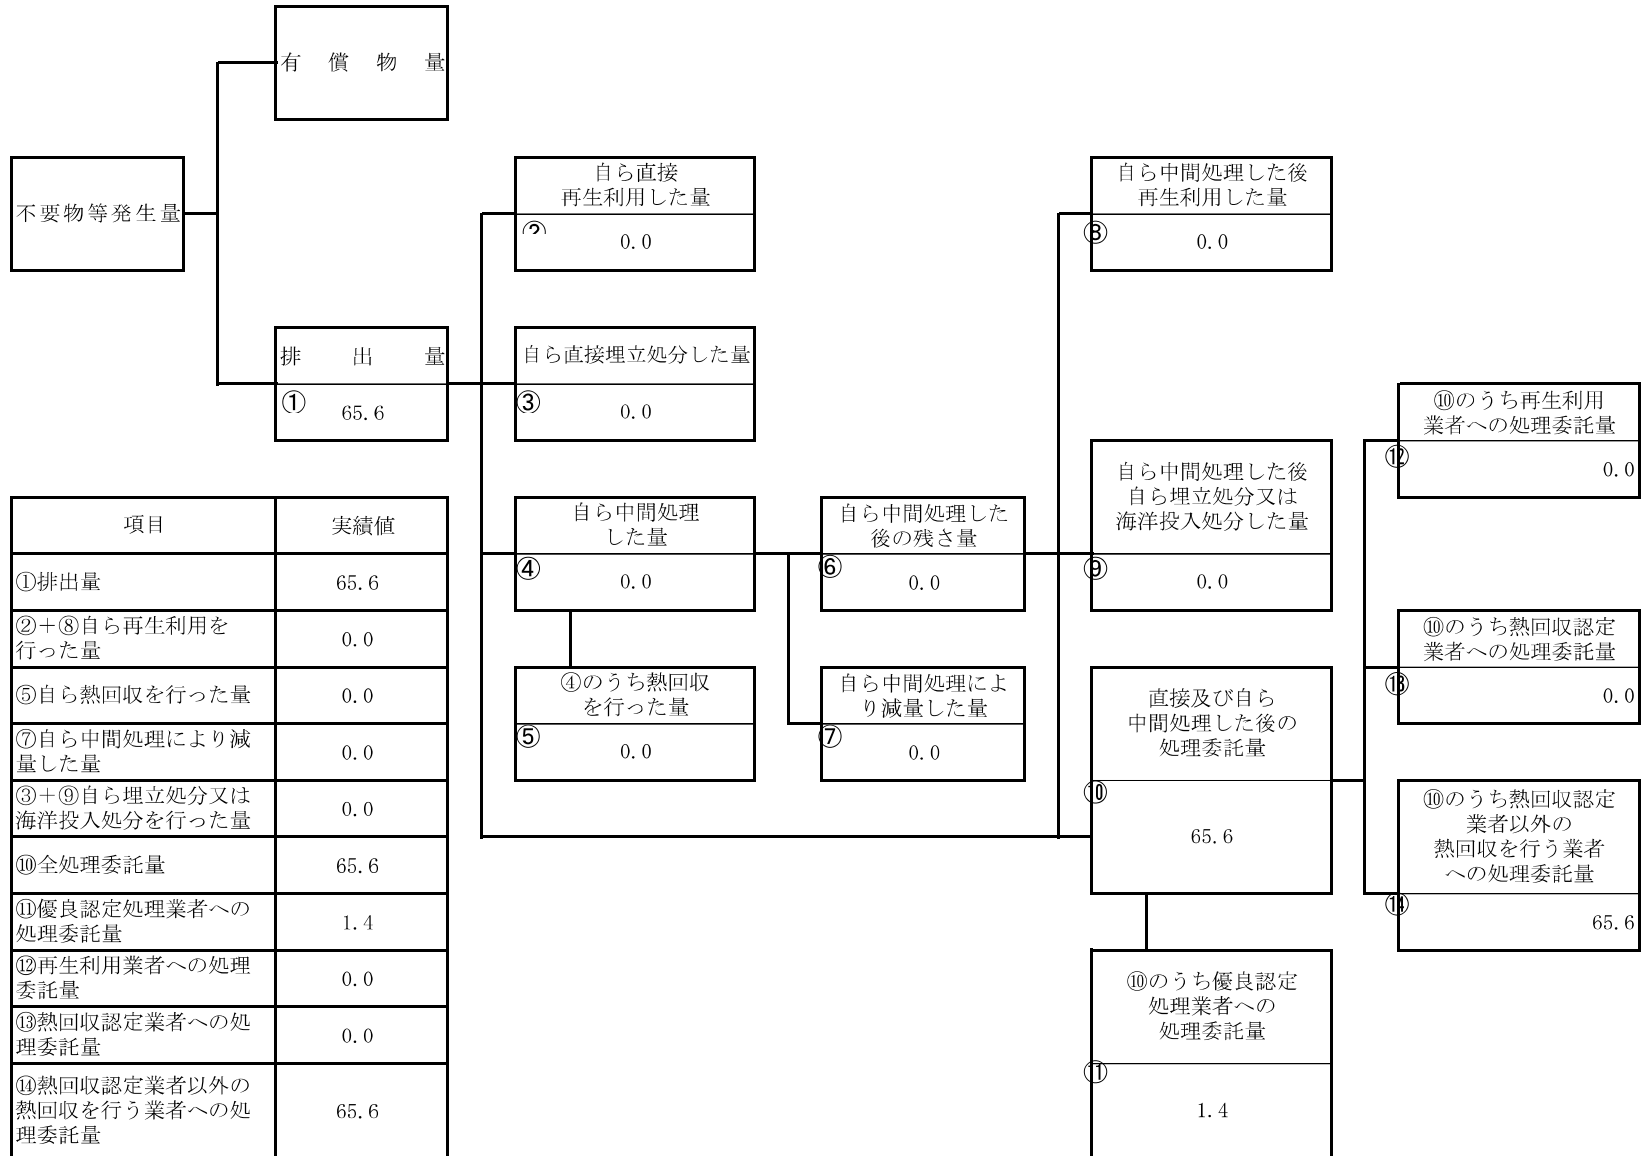 有償物量
不要物等発生量
自ら直接
再生利用した量
②
0.0
自ら中間処理した後
再生利用した量
⑧
0.0
排出量
①
65.6
自ら直接埋立処分した量
③
0.0
自ら中間処理
した量
④
0.0
④のうち熱回収
を行った量
⑤
0.0
自ら中間処理した
後の残さ量
⑥
0.0
自ら中間処理によ
り減量した量
⑦
0.0
自ら中間処理した後
自ら埋立処分又は
海洋投入処分した量
⑨
0.0
直接及び自ら
中間処理した後の
処理委託量
⑩
65.6
⑩のうち優良認定
処理業者への
処理委託量
⑪
1.4
⑩のうち再生利用
業者への処理委託量
⑫
0.0
⑩のうち熱回収認定
業者への処理委託量
⑬
0.0
⑩のうち熱回収認定
業者以外の
熱回収を行う業者
への処理委託量
⑭
65.6
項目 実績値
①排出量 65.6
②＋⑧自ら再生利用を
行った量 0.0
⑤自ら熱回収を行った量 0.0
⑦自ら中間処理により減
量した量 0.0
③＋⑨自ら埋立処分又は
海洋投入処分を行った量 0.0
⑩全処理委託量 65.6
⑪優良認定処理業者への
処理委託量 1.4
⑫再生利用業者への処理
委託量 0.0
⑬熱回収認定業者への処
理委託量 0.0
⑭熱回収認定業者以外の
熱回収を行う業者への処
理委託量 65.6